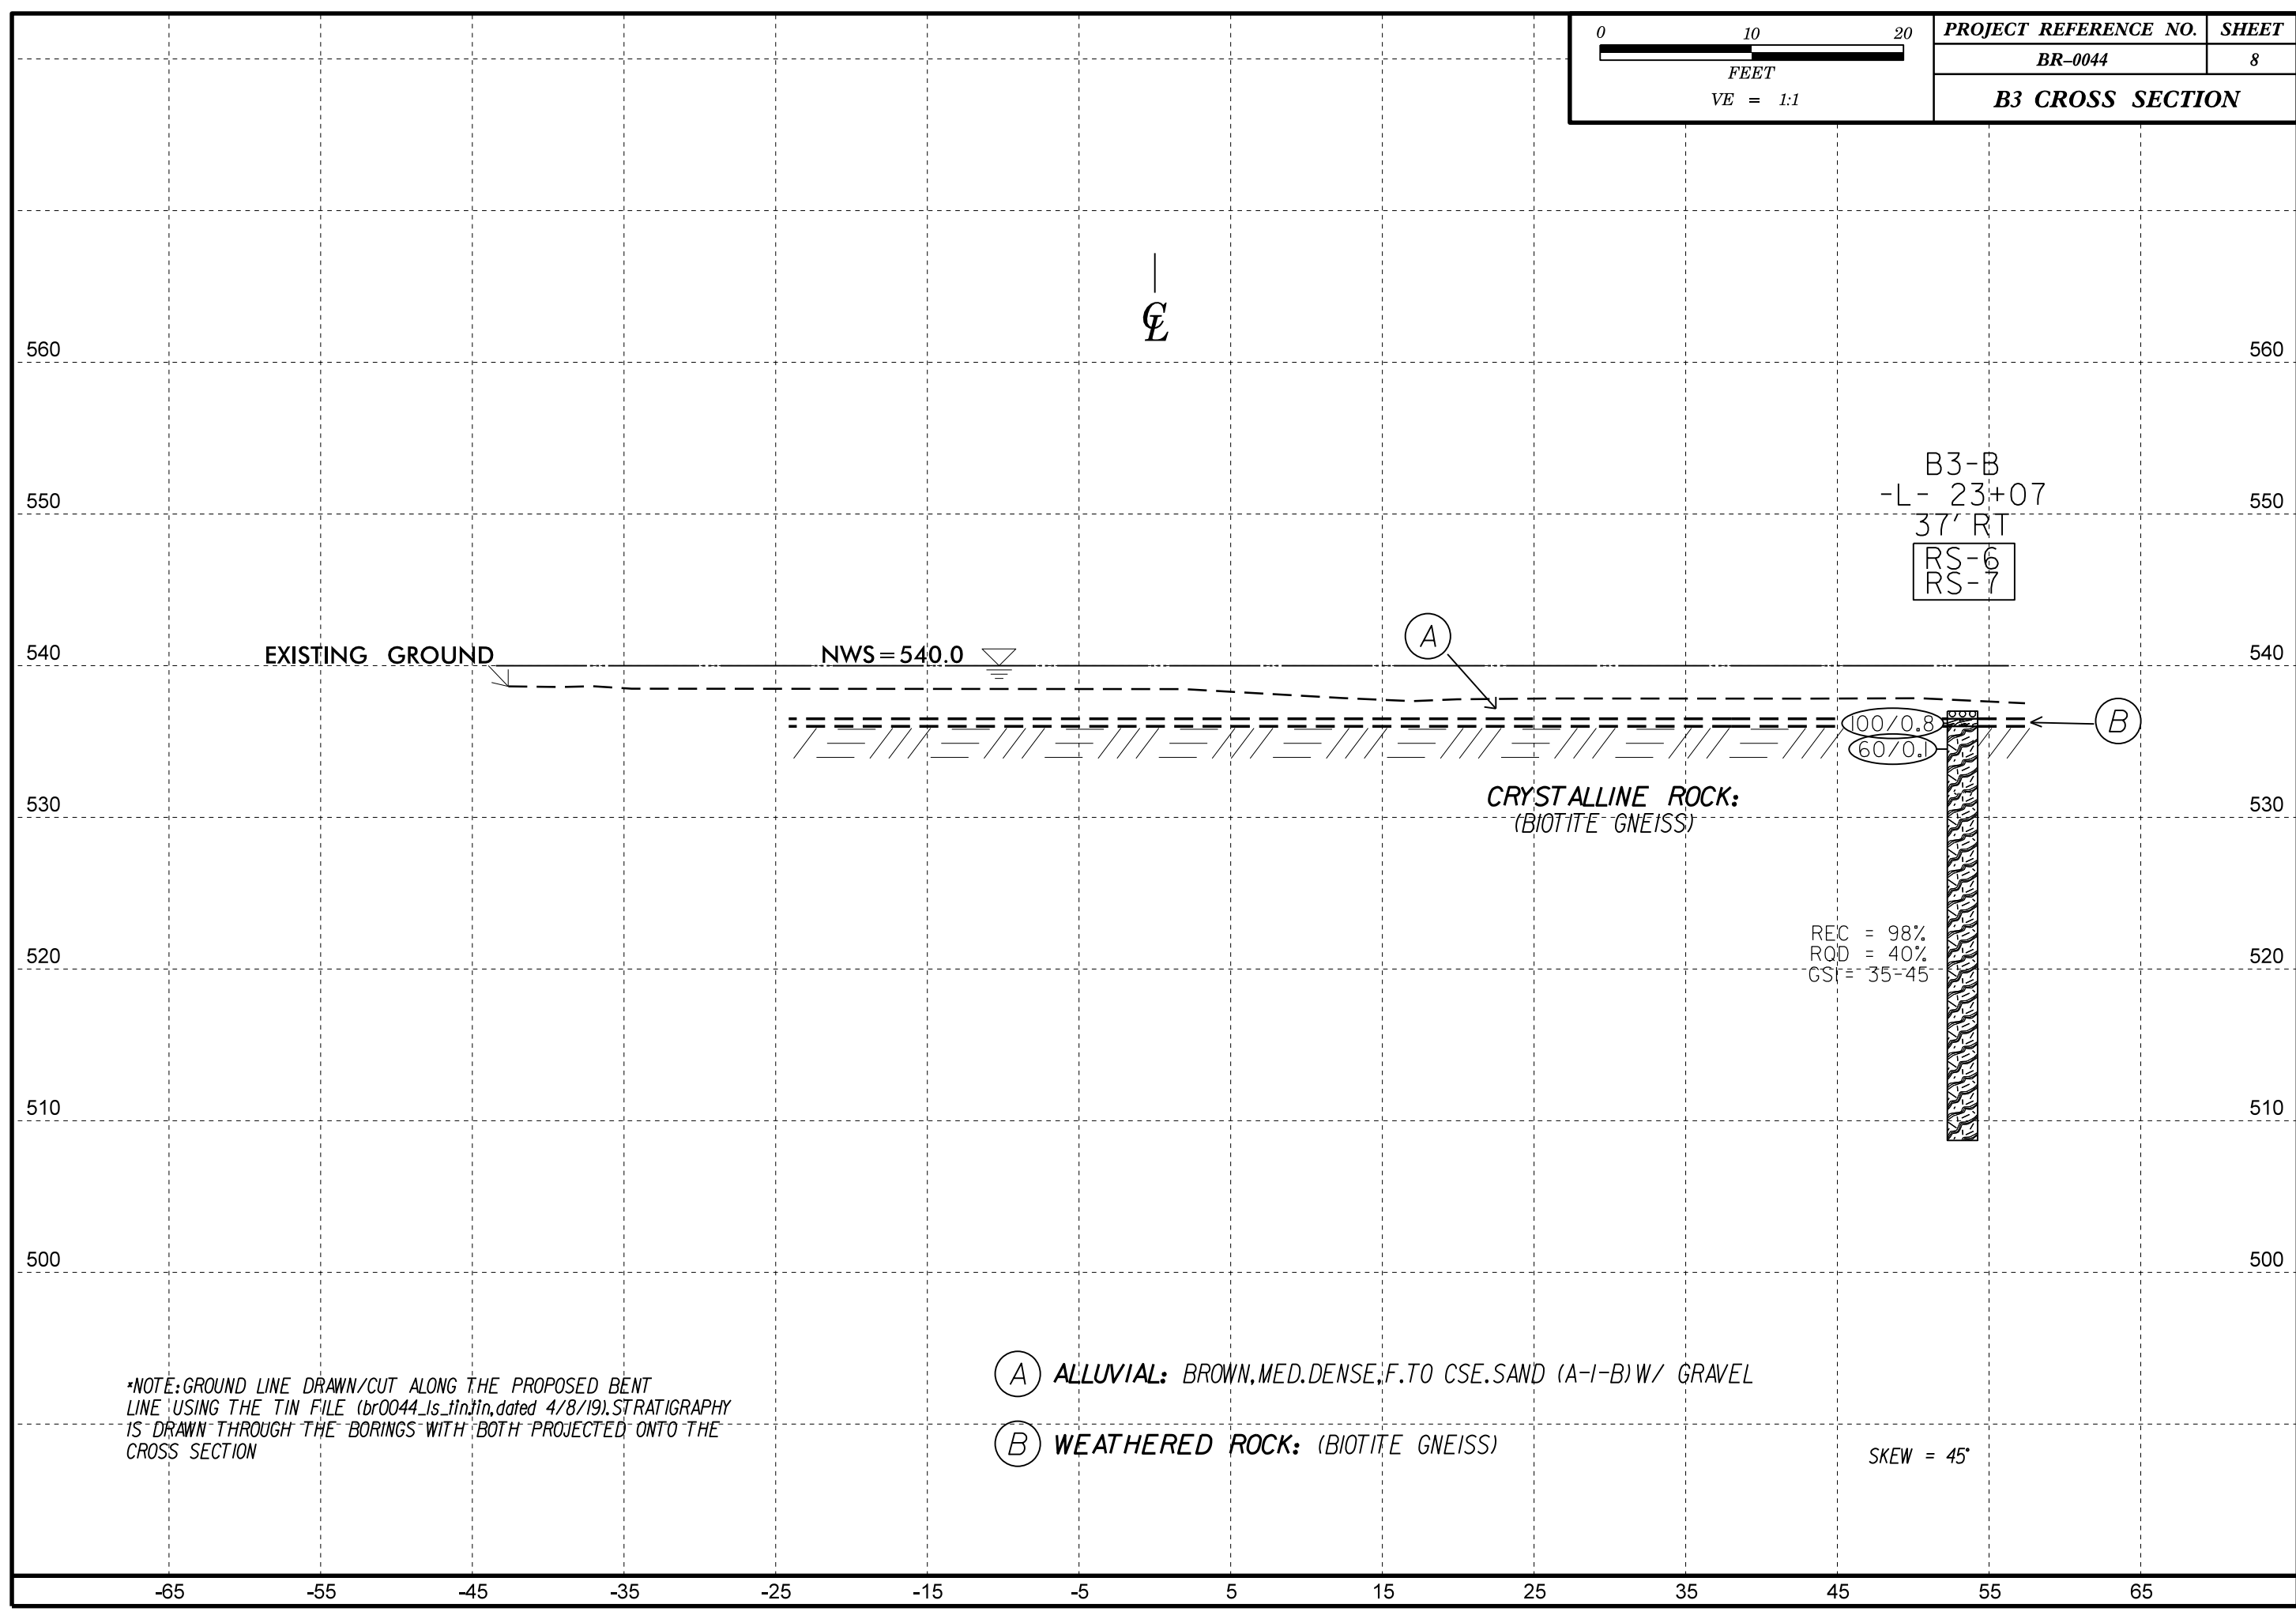 0 10 20
FEET
VE = 1:1
PROJECT REFERENCE NO. SHEET
BR–0044 8
B3 CROSS SECTION
℄
560 560
B3-B
-L- 23+07
37' RT
RS-6
RS-7
550 550
EXISTING GROUND
NWS=540.0
A
540 540
100/0.8
60/0.1
B
CRYSTALLINE ROCK:
(BIOTITE GNEISS)
530 530
REC = 98%
RQD = 40%
GSI = 35-45
520 520
510 510
500 500
*NOTE: GROUND LINE DRAWN/CUT ALONG THE PROPOSED BENT
LINE USING THE TIN FILE (br0044_ls_tin.tin, dated 4/8/19). STRATIGRAPHY
IS DRAWN THROUGH THE BORINGS WITH BOTH PROJECTED ONTO THE
CROSS SECTION
A ALLUVIAL: BROWN, MED. DENSE, F. TO CSE. SAND (A-1-B) W/ GRAVEL
B WEATHERED ROCK: (BIOTITE GNEISS)
SKEW = 45°
-65 -55 -45 -35 -25 -15 -5 5 15 25 35 45 55 65